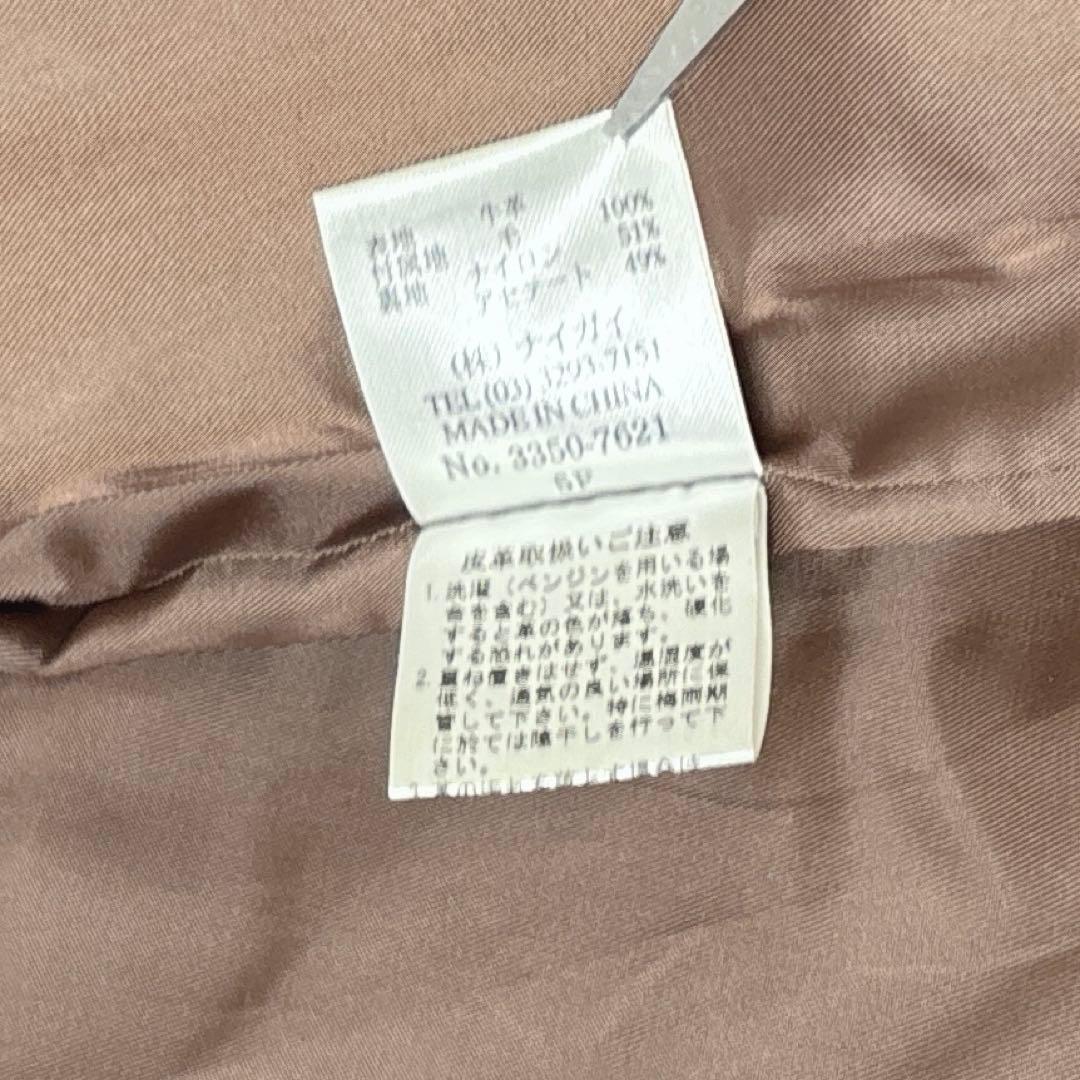 表地 牛革 100%
付属地 毛 51%
裏地 ナイロン 49%
アセテート
(株) ナイガイ
TEL(03) 3293-7151
MADE IN CHINA
No. 3350-7621
5P
皮革取扱いご注意
1. 洗濯(ベンジンを用いる場
合を含む)又は、水洗いを
すると革の色が落ち、硬化
する恐れがあります。
2. 重ね置きはせず、温湿度が
低く、通気の良い場所に保
管して下さい。特に梅雨期
に於ては陰干しを行って下
さい。